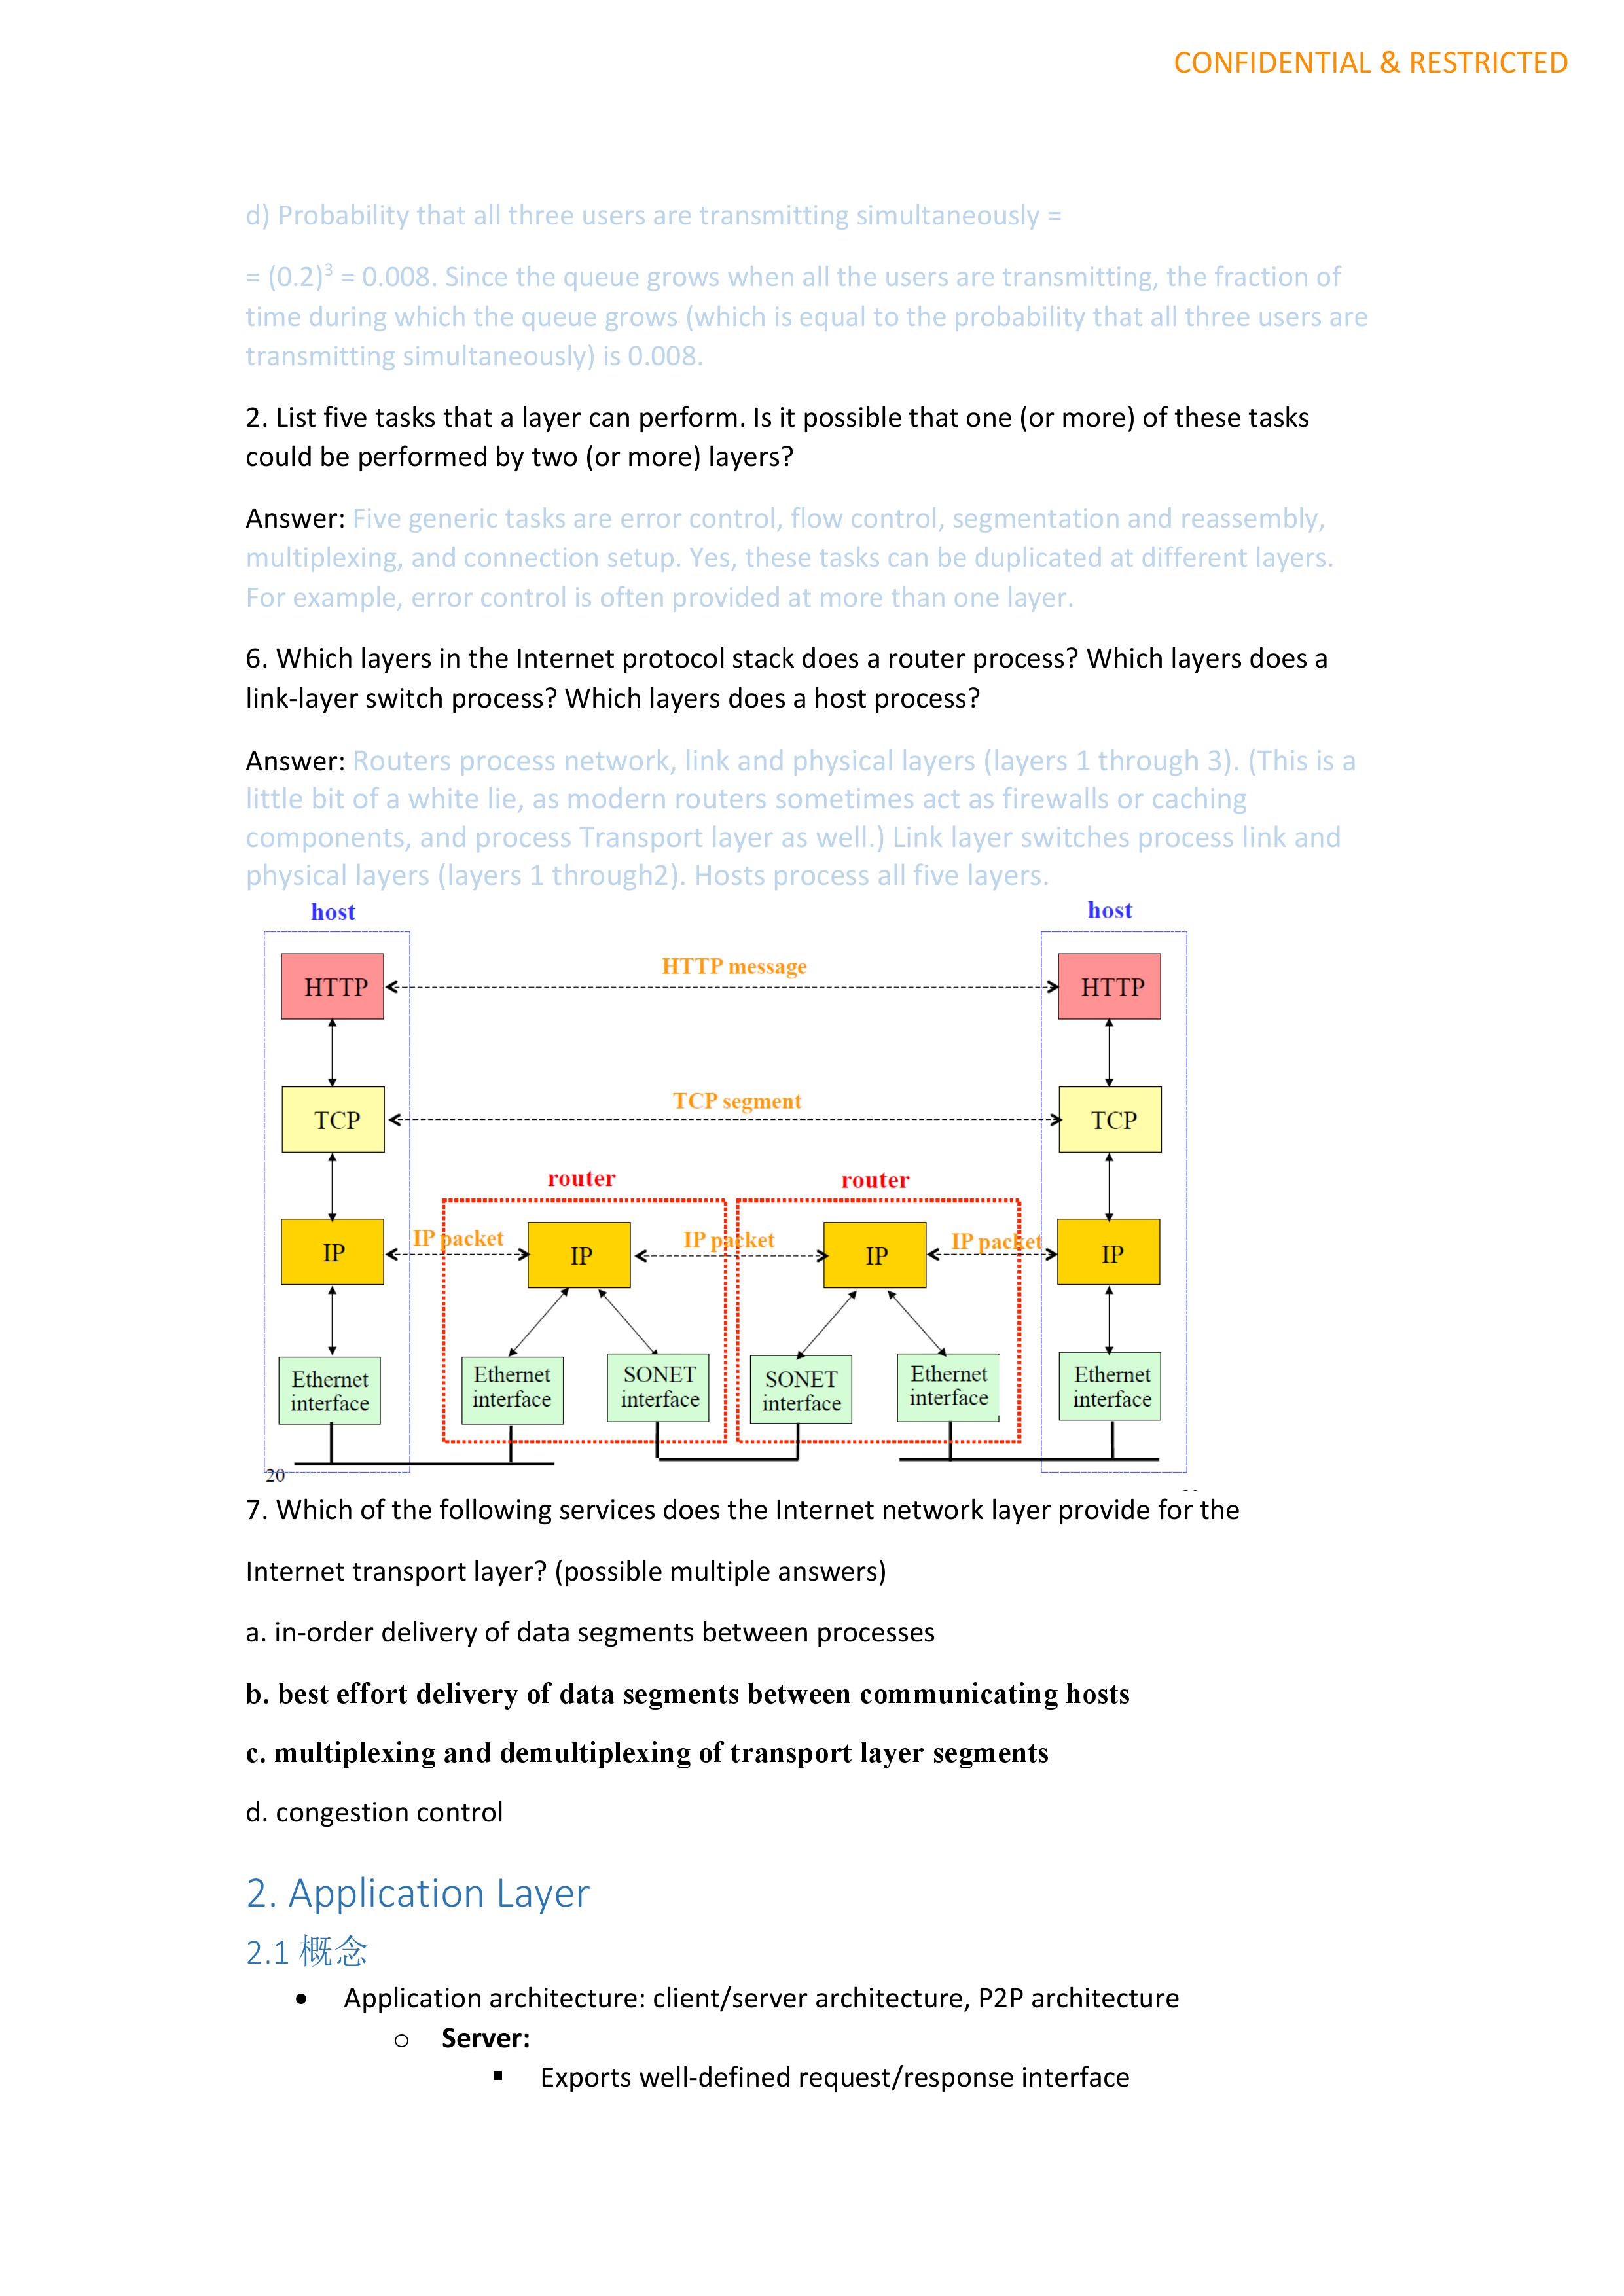 CONFIDENTIAL & RESTRICTED
d) Probability that all three users are transmitting simultaneously =
= (0.2)³ = 0.008. Since the queue grows when all the users are transmitting, the fraction of
time during which the queue grows (which is equal to the probability that all three users are
transmitting simultaneously) is 0.008.
2. List five tasks that a layer can perform. Is it possible that one (or more) of these tasks
could be performed by two (or more) layers?
Answer: Five generic tasks are error control, flow control, segmentation and reassembly,
multiplexing, and connection setup. Yes, these tasks can be duplicated at different layers.
For example, error control is often provided at more than one layer.
6. Which layers in the Internet protocol stack does a router process? Which layers does a
link-layer switch process? Which layers does a host process?
Answer: Routers process network, link and physical layers (layers 1 through 3). (This is a
little bit of a white lie, as modern routers sometimes act as firewalls or caching
components, and process Transport layer as well.) Link layer switches process link and
physical layers (layers 1 through2). Hosts process all five layers.
host
host
HTTP
HTTP message
HTTP
TCP
TCP segment
TCP
router
router
IP
IP packet
IP
IP packet
IP
IP packet
IP
Ethernet
interface
Ethernet
interface
SONET
interface
SONET
interface
Ethernet
interface
Ethernet
interface
20
7. Which of the following services does the Internet network layer provide for the
Internet transport layer? (possible multiple answers)
a. in-order delivery of data segments between processes
b. best effort delivery of data segments between communicating hosts
c. multiplexing and demultiplexing of transport layer segments
d. congestion control
2. Application Layer
2.1 概念
• Application architecture: client/server architecture, P2P architecture
o Server:
▪ Exports well-defined request/response interface